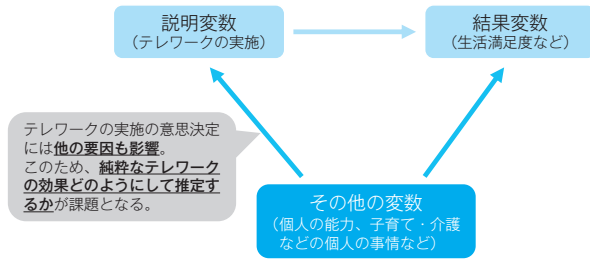 説明変数
（テレワークの実施）
結果変数
（生活満足度など）
テレワークの実施の意思決定
には他の要因も影響。
このため、純粋なテレワーク
の効果どのようにして推定す
るかが課題となる。
その他の変数
（個人の能力、子育て・介護
などの個人の事情など）